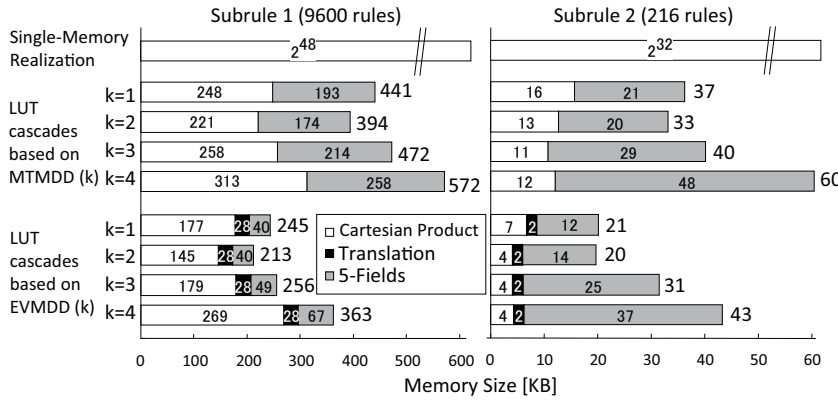 Subrule 1 (9600 rules) Subrule 2 (216 rules)
Single-Memory
Realization
2^48 2^32
LUT
cascades
based on
MTMDD (k)
k=1 248 193 441 16 21 37
k=2 221 174 394 13 20 33
k=3 258 214 472 11 29 40
k=4 313 258 572 12 48 60
LUT
cascades
based on
EVMDD (k)
k=1 177 28 40 245 7 2 12 21
k=2 145 28 40 213 4 2 14 20
k=3 179 28 49 256 4 2 25 31
k=4 269 28 67 363 4 2 37 43
Cartesian Product
Translation
5-Fields
0 100 200 300 400 500 600 0 10 20 30 40 50 60
Memory Size [KB]